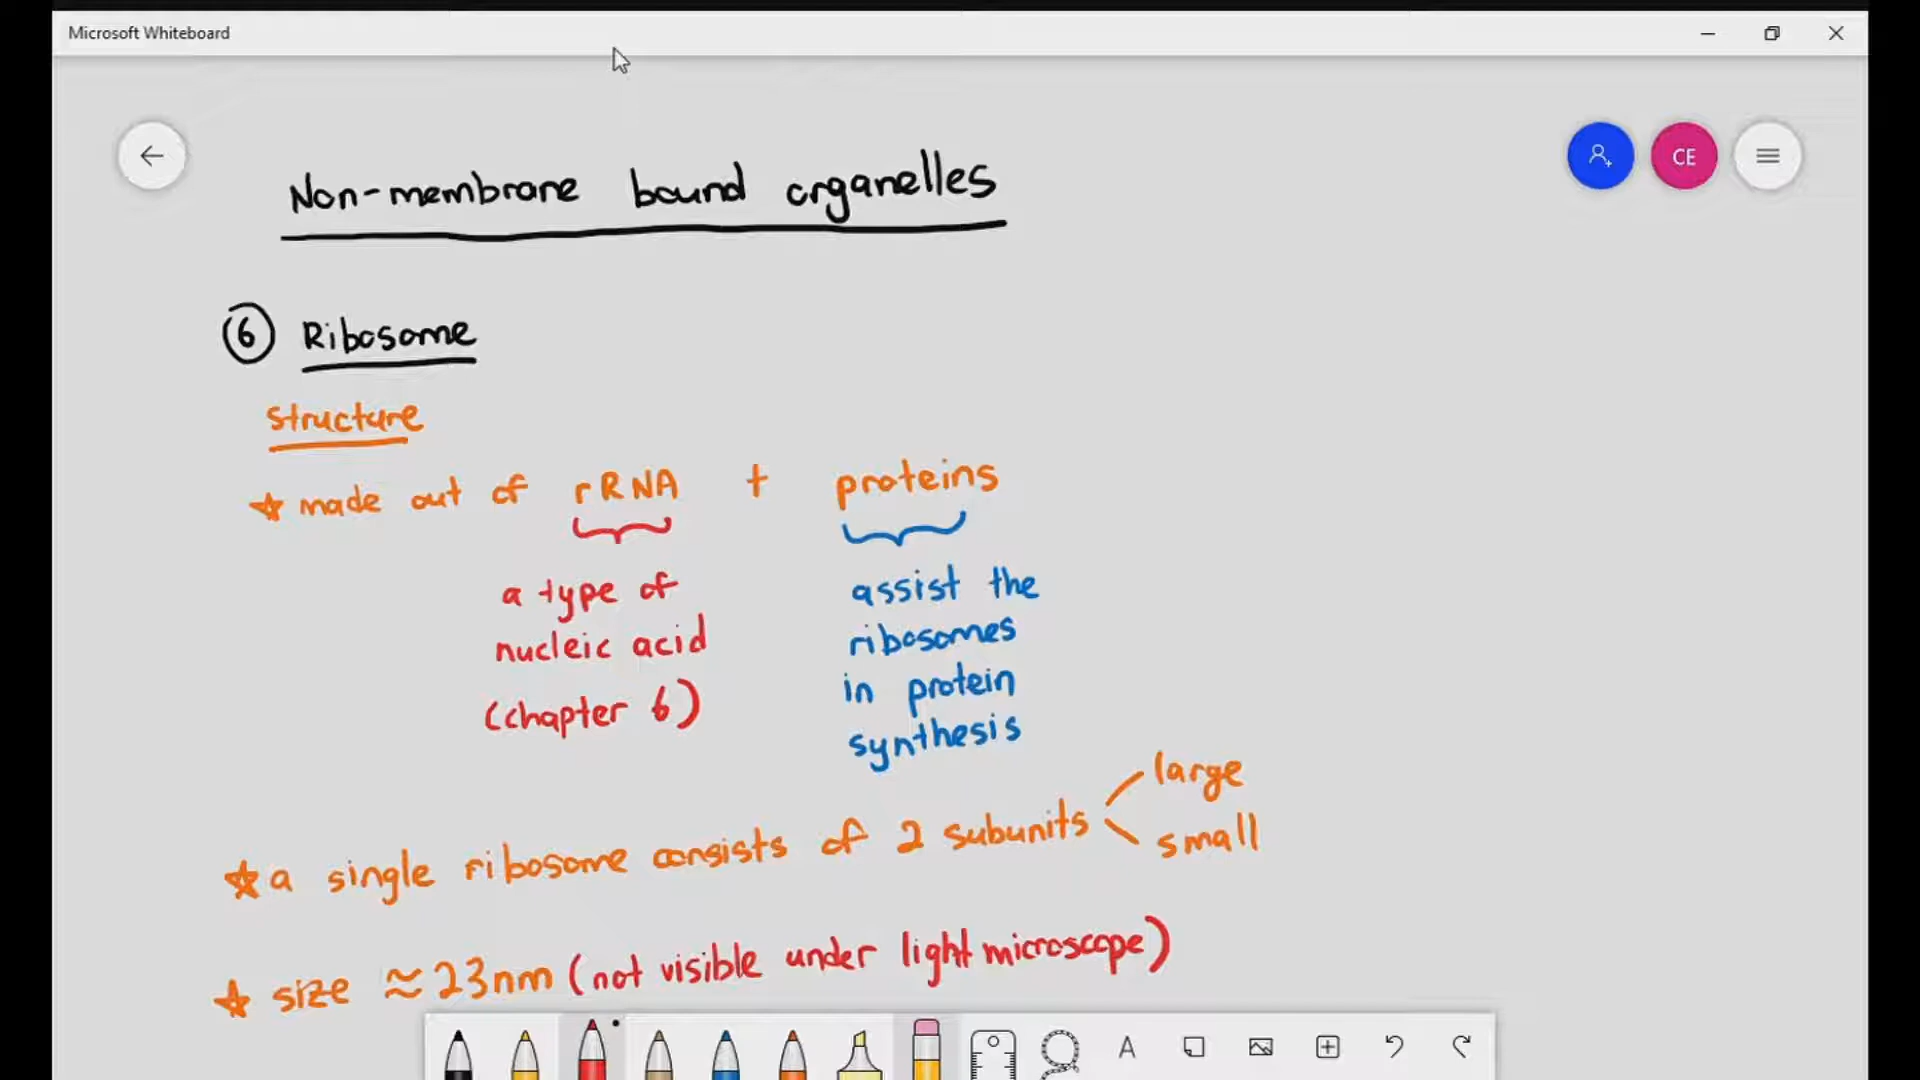 Microsoft Whiteboard
CE
Non-membrane bound organelles
6 Ribosome
Structure
☆ made out of rRNA + proteins
a type of
nucleic acid
(chapter 6)
assist the
ribosomes
in protein
synthesis
☆ a single ribosome consists of 2 subunits
large
small
☆ size ≈ 23nm (not visible under light microscope)
A